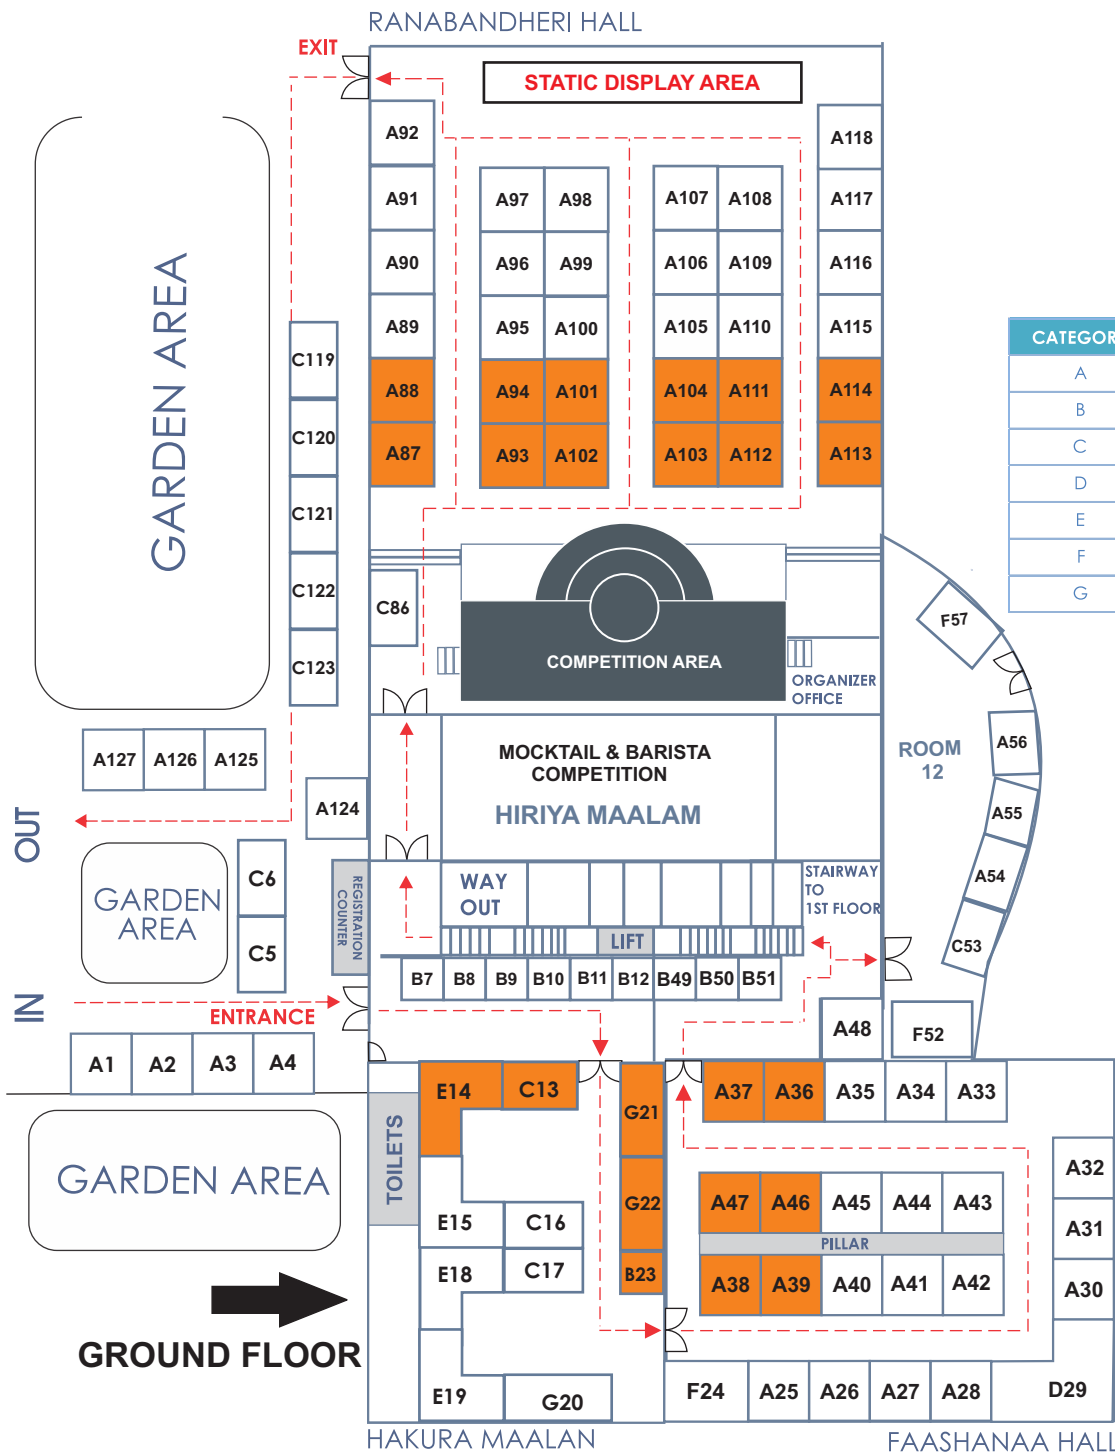 RANABANDHERI HALL
EXIT
STATIC DISPLAY AREA
A92
A118
A91
A97
A98
A107
A108
A117
A90
A96
A99
A106
A109
A116
A89
A95
A100
A105
A110
A115
A88
A94
A101
A104
A111
A114
A87
A93
A102
A103
A112
A113
GARDEN AREA
C119
C120
C121
C122
C123
CATEGOR
A
B
C
D
E
F
G
C86
COMPETITION AREA
ORGANIZER
OFFICE
F57
A127
A126
A125
A124
MOCKTAIL & BARISTA
COMPETITION
HIRIYA MAALAM
ROOM
12
A56
A55
A54
C53
OUT
GARDEN
AREA
C6
C5
REGISTRATION
COUNTER
WAY
OUT
LIFT
STAIRWAY
TO
1ST FLOOR
B7
B8
B9
B10
B11
B12
B49
B50
B51
IN
ENTRANCE
A48
F52
A1
A2
A3
A4
E14
C13
G21
A37
A36
A35
A34
A33
TOILETS
GARDEN AREA
A32
G22
A47
A46
A45
A44
A43
E15
C16
A31
PILLAR
E18
C17
B23
A38
A39
A40
A41
A42
A30
GROUND FLOOR
E19
G20
F24
A25
A26
A27
A28
D29
HAKURA MAALAN
FAASHANAA HALL